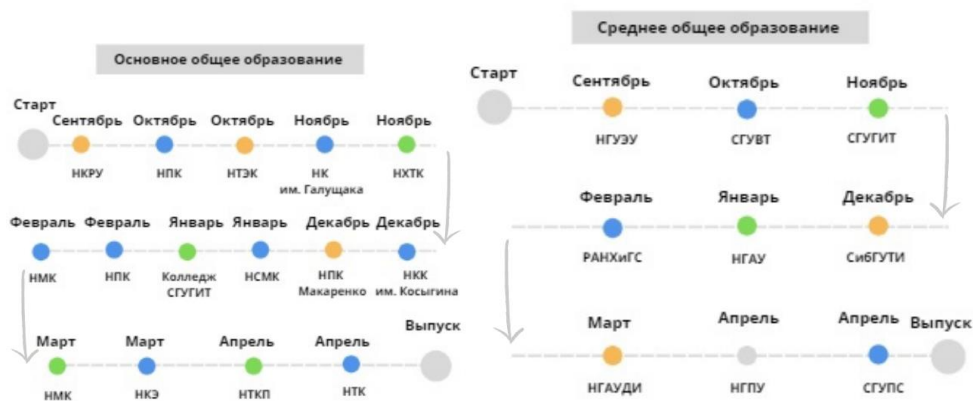 Основное общее образование
Старт
Сентябрь Октябрь Октябрь Ноябрь Ноябрь
НКРУ НПК НТЭК НК НХТК
им. Галущака
Февраль Февраль Январь Январь Декабрь Декабрь
НМК НПК Колледж НСМК НПК НКК
СГУГИТ Макаренко им. Косыгина
Выпуск
Март Март Апрель Апрель
НМК НКЭ НТКП НТК
Среднее общее образование
Старт
Сентябрь Октябрь Ноябрь
НГУЭУ СГУВТ СГУГИТ
Февраль Январь Декабрь
РАНХиГС НГАУ СибГУТИ
Март Апрель Апрель Выпуск
НГАУДИ НГПУ СГУПС